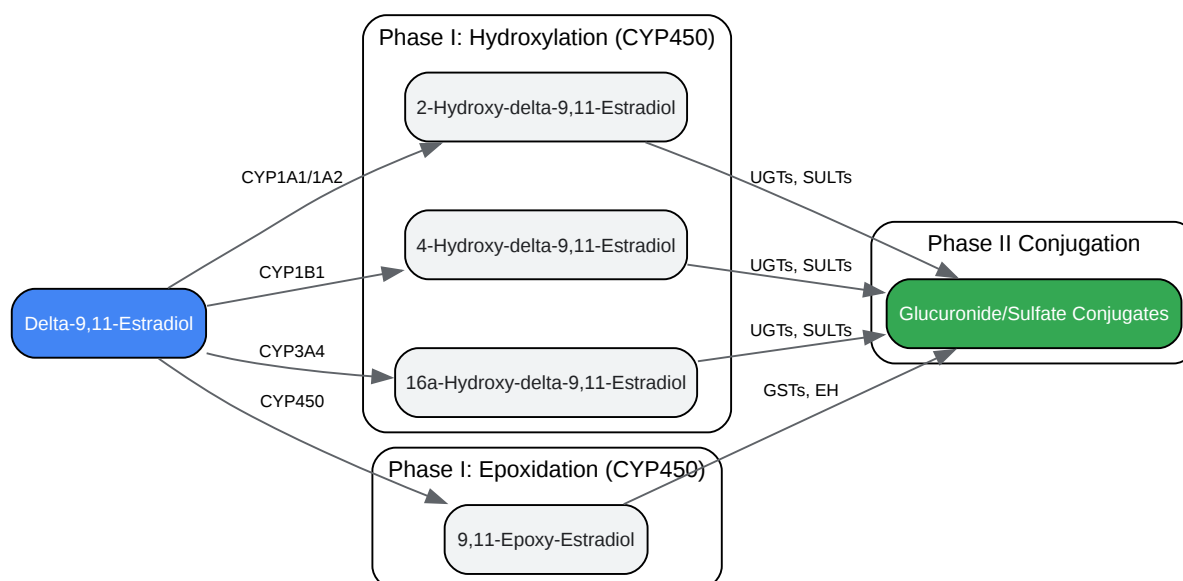 Phase I: Hydroxylation (CYP450)
2-Hydroxy-delta-9,11-Estradiol
CYP1A1/1A2
UGTs, SULTs
4-Hydroxy-delta-9,11-Estradiol
Phase II Conjugation
CYP1B1
UGTs, SULTs
Delta-9,11-Estradiol
Glucuronide/Sulfate Conjugates
UGTs, SULTs
CYP3A4
16a-Hydroxy-delta-9,11-Estradiol
CYP450
GSTs, EH
Phase I: Epoxidation (CYP450)
9,11-Epoxy-Estradiol